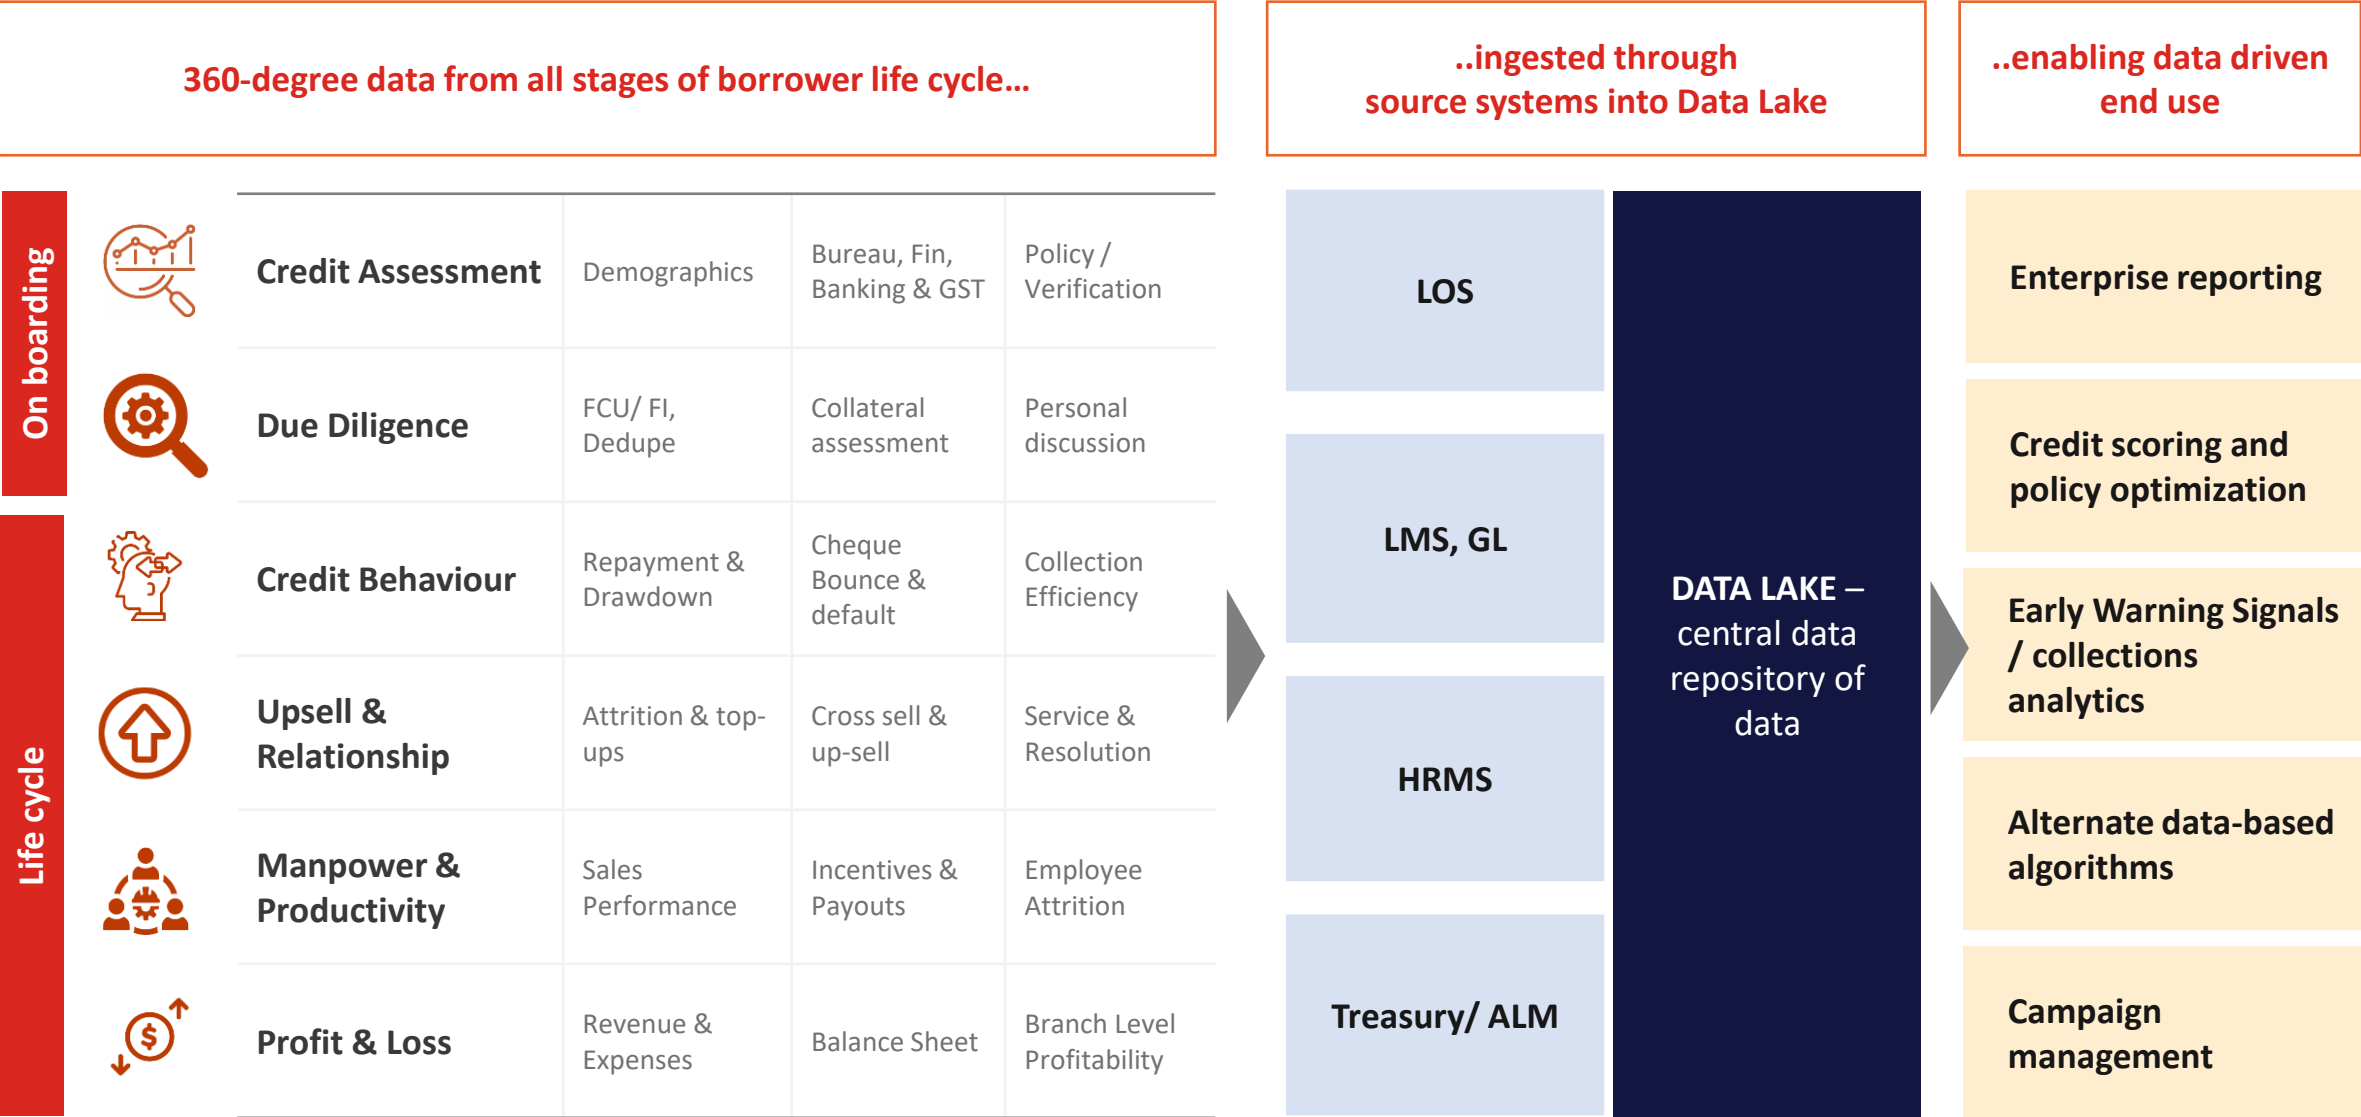 360-degree data from all stages of borrower life cycle…
..ingested through
source systems into Data Lake
..enabling data driven
end use
On boarding
Credit Assessment
Demographics
Bureau, Fin,
Banking & GST
Policy /
Verification
Due Diligence
FCU/ FI,
Dedupe
Collateral
assessment
Personal
discussion
Life cycle
Credit Behaviour
Repayment &
Drawdown
Cheque
Bounce &
default
Collection
Efficiency
Upsell &
Relationship
Attrition & top-
ups
Cross sell &
up-sell
Service &
Resolution
Manpower &
Productivity
Sales
Performance
Incentives &
Payouts
Employee
Attrition
Profit & Loss
$
Revenue &
Expenses
Balance Sheet
Branch Level
Profitability
LOS
LMS, GL
HRMS
Treasury/ ALM
DATA LAKE –
central data
repository of
data
Enterprise reporting
Credit scoring and
policy optimization
Early Warning Signals
/ collections
analytics
Alternate data-based
algorithms
Campaign
management